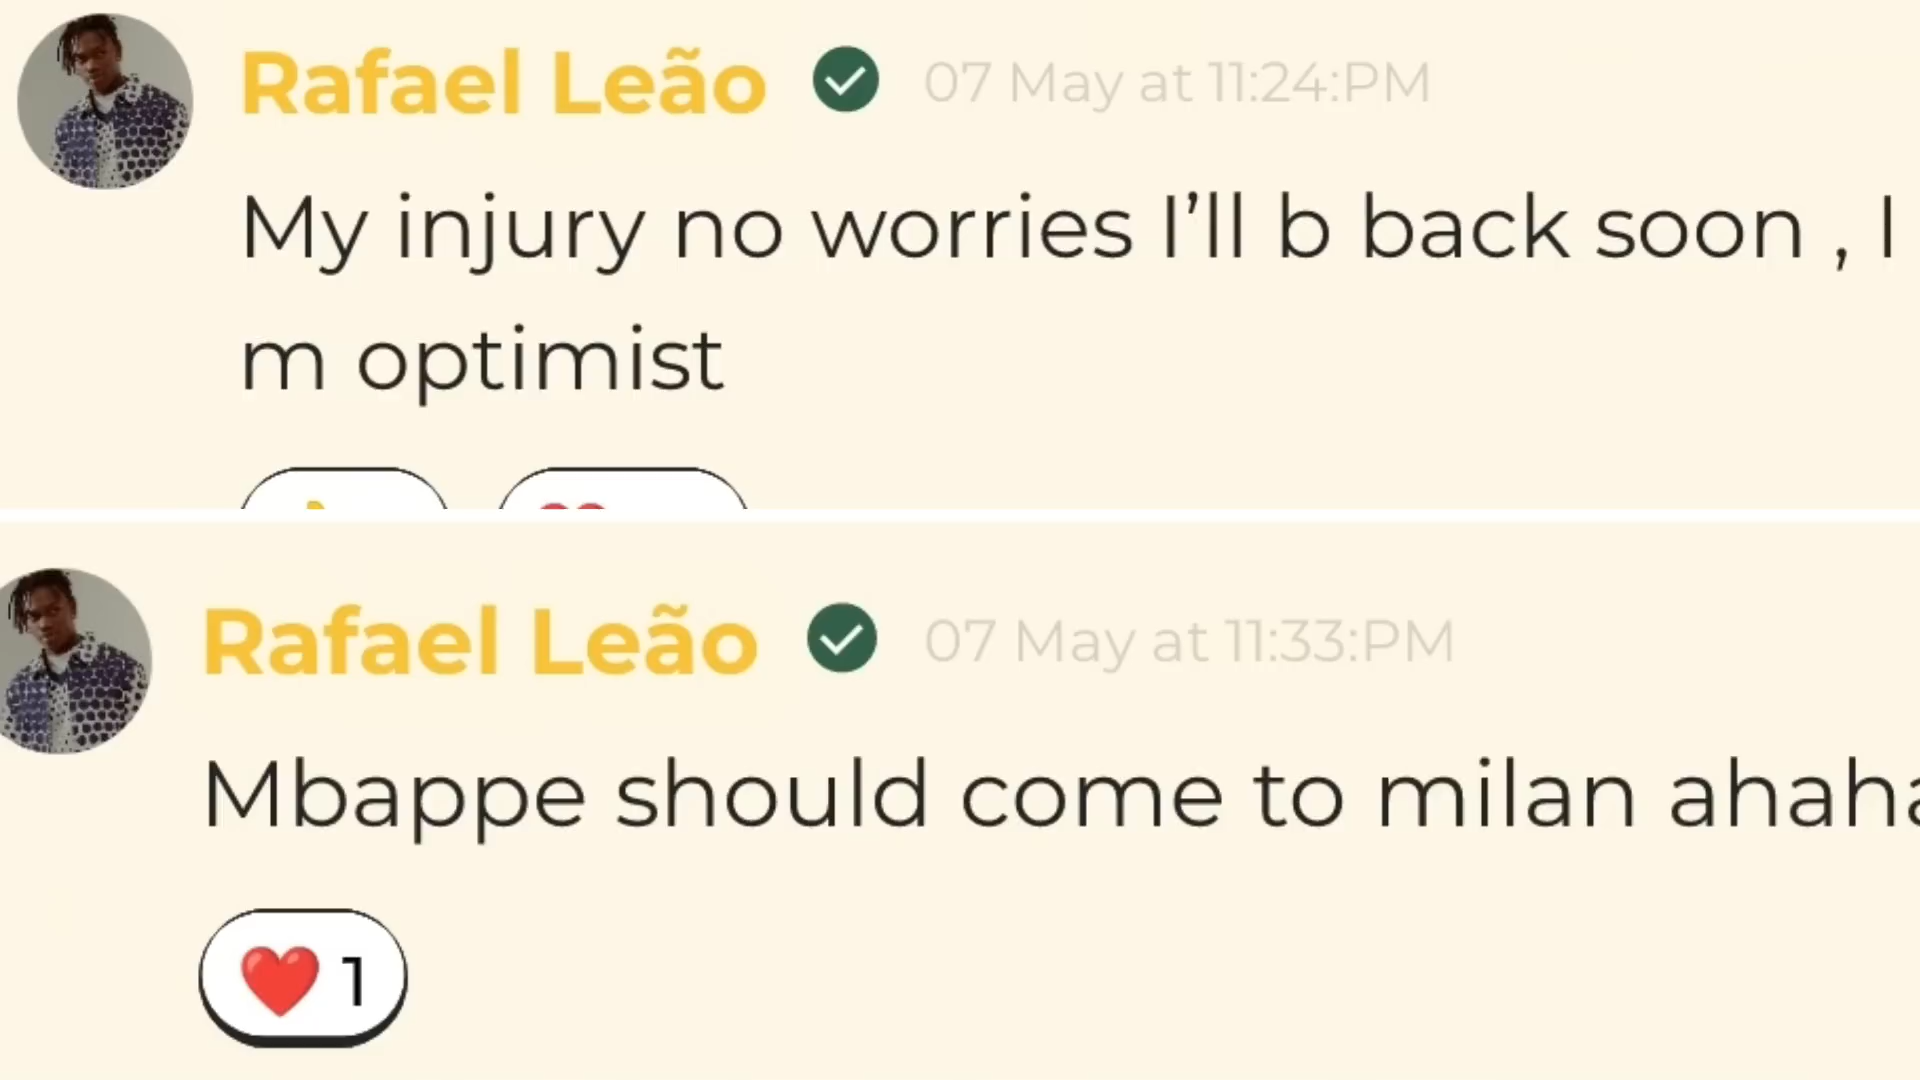 Rafael Leão 07 May at 11:24:PM
My injury no worries I’ll b back soon , I
m optimist
Rafael Leão 07 May at 11:33:PM
Mbappe should come to milan ahaha
1